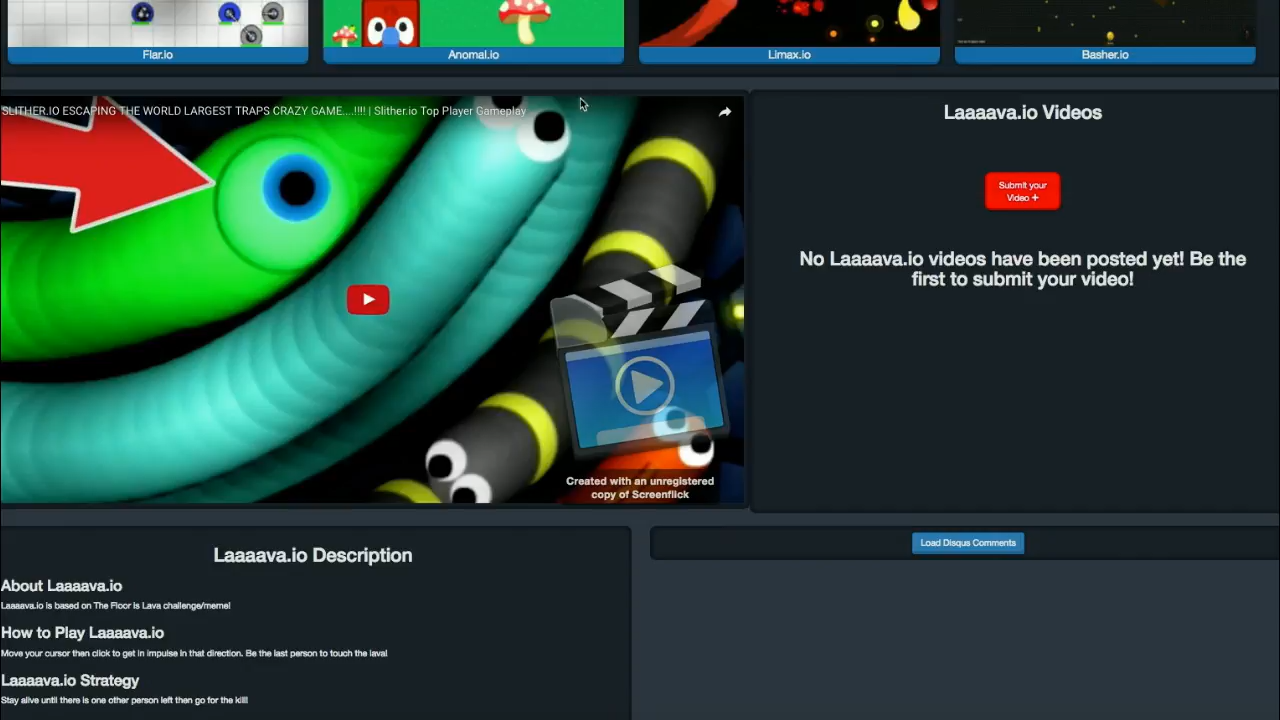 Flar.io
Anomal.io
Limax.io
Basher.io
SLITHER.IO ESCAPING THE WORLD LARGEST TRAPS CRAZY GAME....!!!! | Slither.io Top Player Gameplay
Laaaava.io Videos
Submit your
Video +
No Laaaava.io videos have been posted yet! Be the
first to submit your video!
Created with an unregistered
copy of Screenflick
Laaaava.io Description
Load Disqus Comments
About Laaaava.io
Laaaava.io is based on The Floor is Lava challenge/meme!
How to Play Laaaava.io
Move your cursor then click to get in impulse in that direction. Be the last person to touch the lava!
Laaaava.io Strategy
Stay alive until there is one other person left then go for the kill!